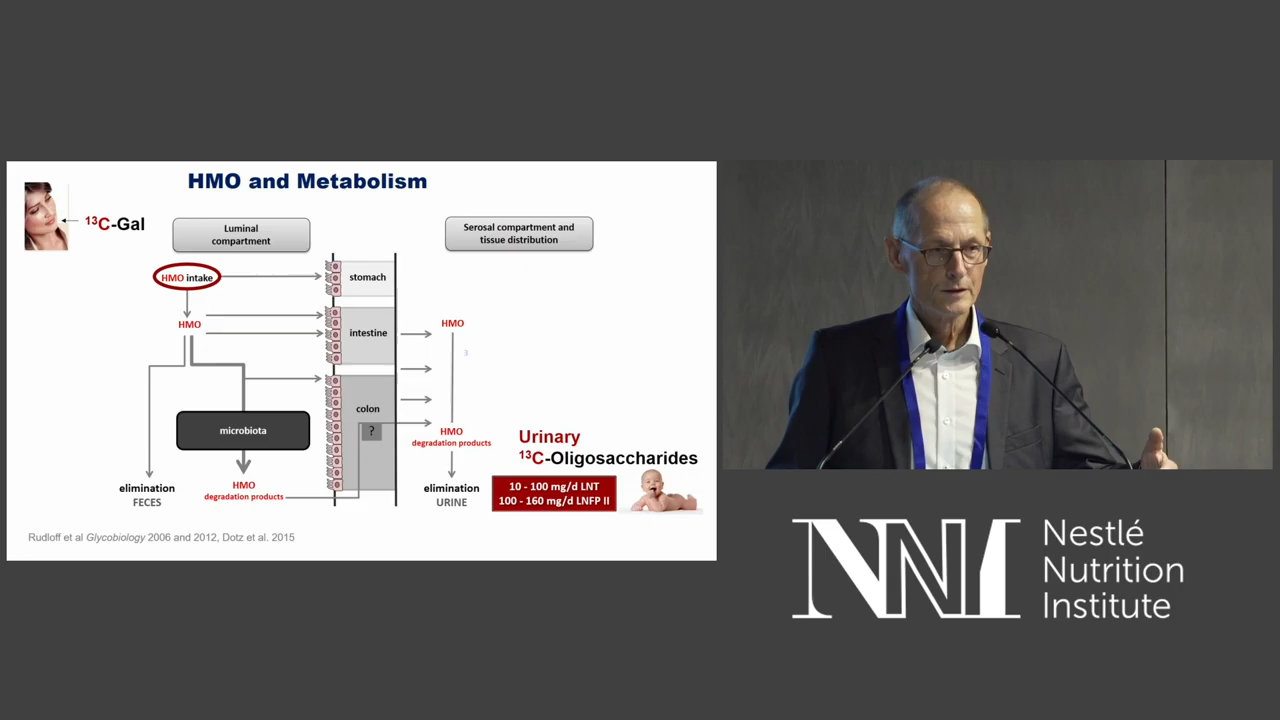 HMO and Metabolism
13C-Gal
Luminal
compartment
Serosal compartment and
tissue distribution
HMO intake
stomach
HMO
intestine
HMO
3
colon
?
microbiota
HMO
degradation products
Urinary
13C-Oligosaccharides
elimination
FECES
HMO
degradation products
elimination
URINE
10 - 100 mg/d LNT
100 - 160 mg/d LNFP II
Rudloff et al Glycobiology 2006 and 2012, Dotz et al. 2015
NNI
Nestlé
Nutrition
Institute